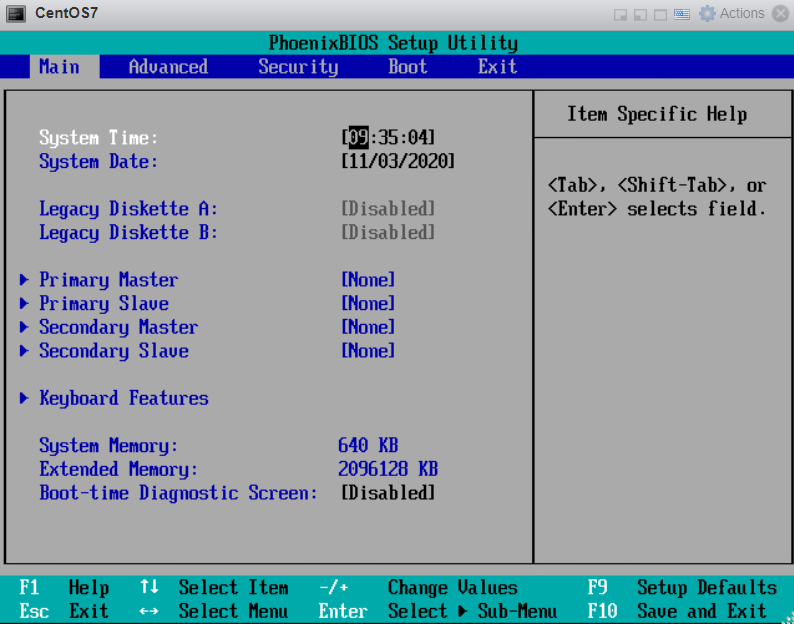 CentOS7
Actions
PhoenixBIOS Setup Utility
Main Advanced Security Boot Exit
Item Specific Help
System Time: [09:35:04]
System Date: [11/03/2020]
<Tab>, <Shift-Tab>, or
<Enter> selects field.
Legacy Diskette A: [Disabled]
Legacy Diskette B: [Disabled]
Primary Master [None]
Primary Slave [None]
Secondary Master [None]
Secondary Slave [None]
Keyboard Features
System Memory: 640 KB
Extended Memory: 2096128 KB
Boot-time Diagnostic Screen: [Disabled]
F1 Help ↑↓ Select Item -/+ Change Values F9 Setup Defaults
Esc Exit ↔ Select Menu Enter Select ▶ Sub-Menu F10 Save and Exit